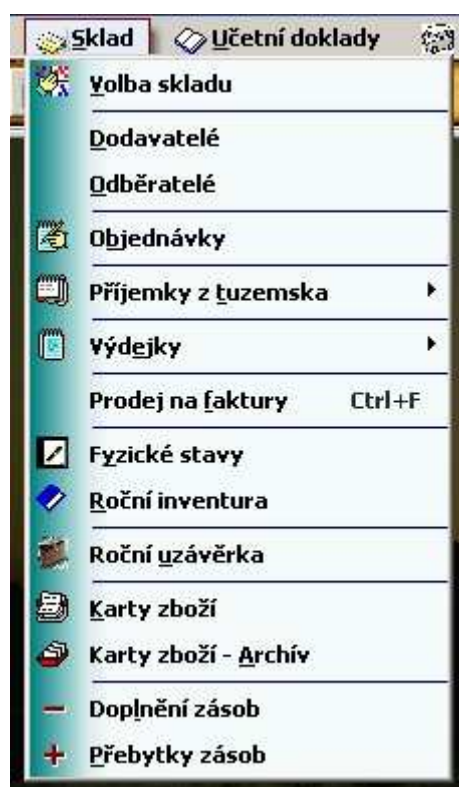 Sklad Účetní doklady
Volba skladu
Dodavatelé
Odběratelé
Objednávky
Příjemky z tuzemska
Výdejky
Prodej na faktury Ctrl+F
Fyzické stavy
Roční inventura
Roční uzávěrka
Karty zboží
Karty zboží - Archív
Doplnění zásob
Přebytky zásob